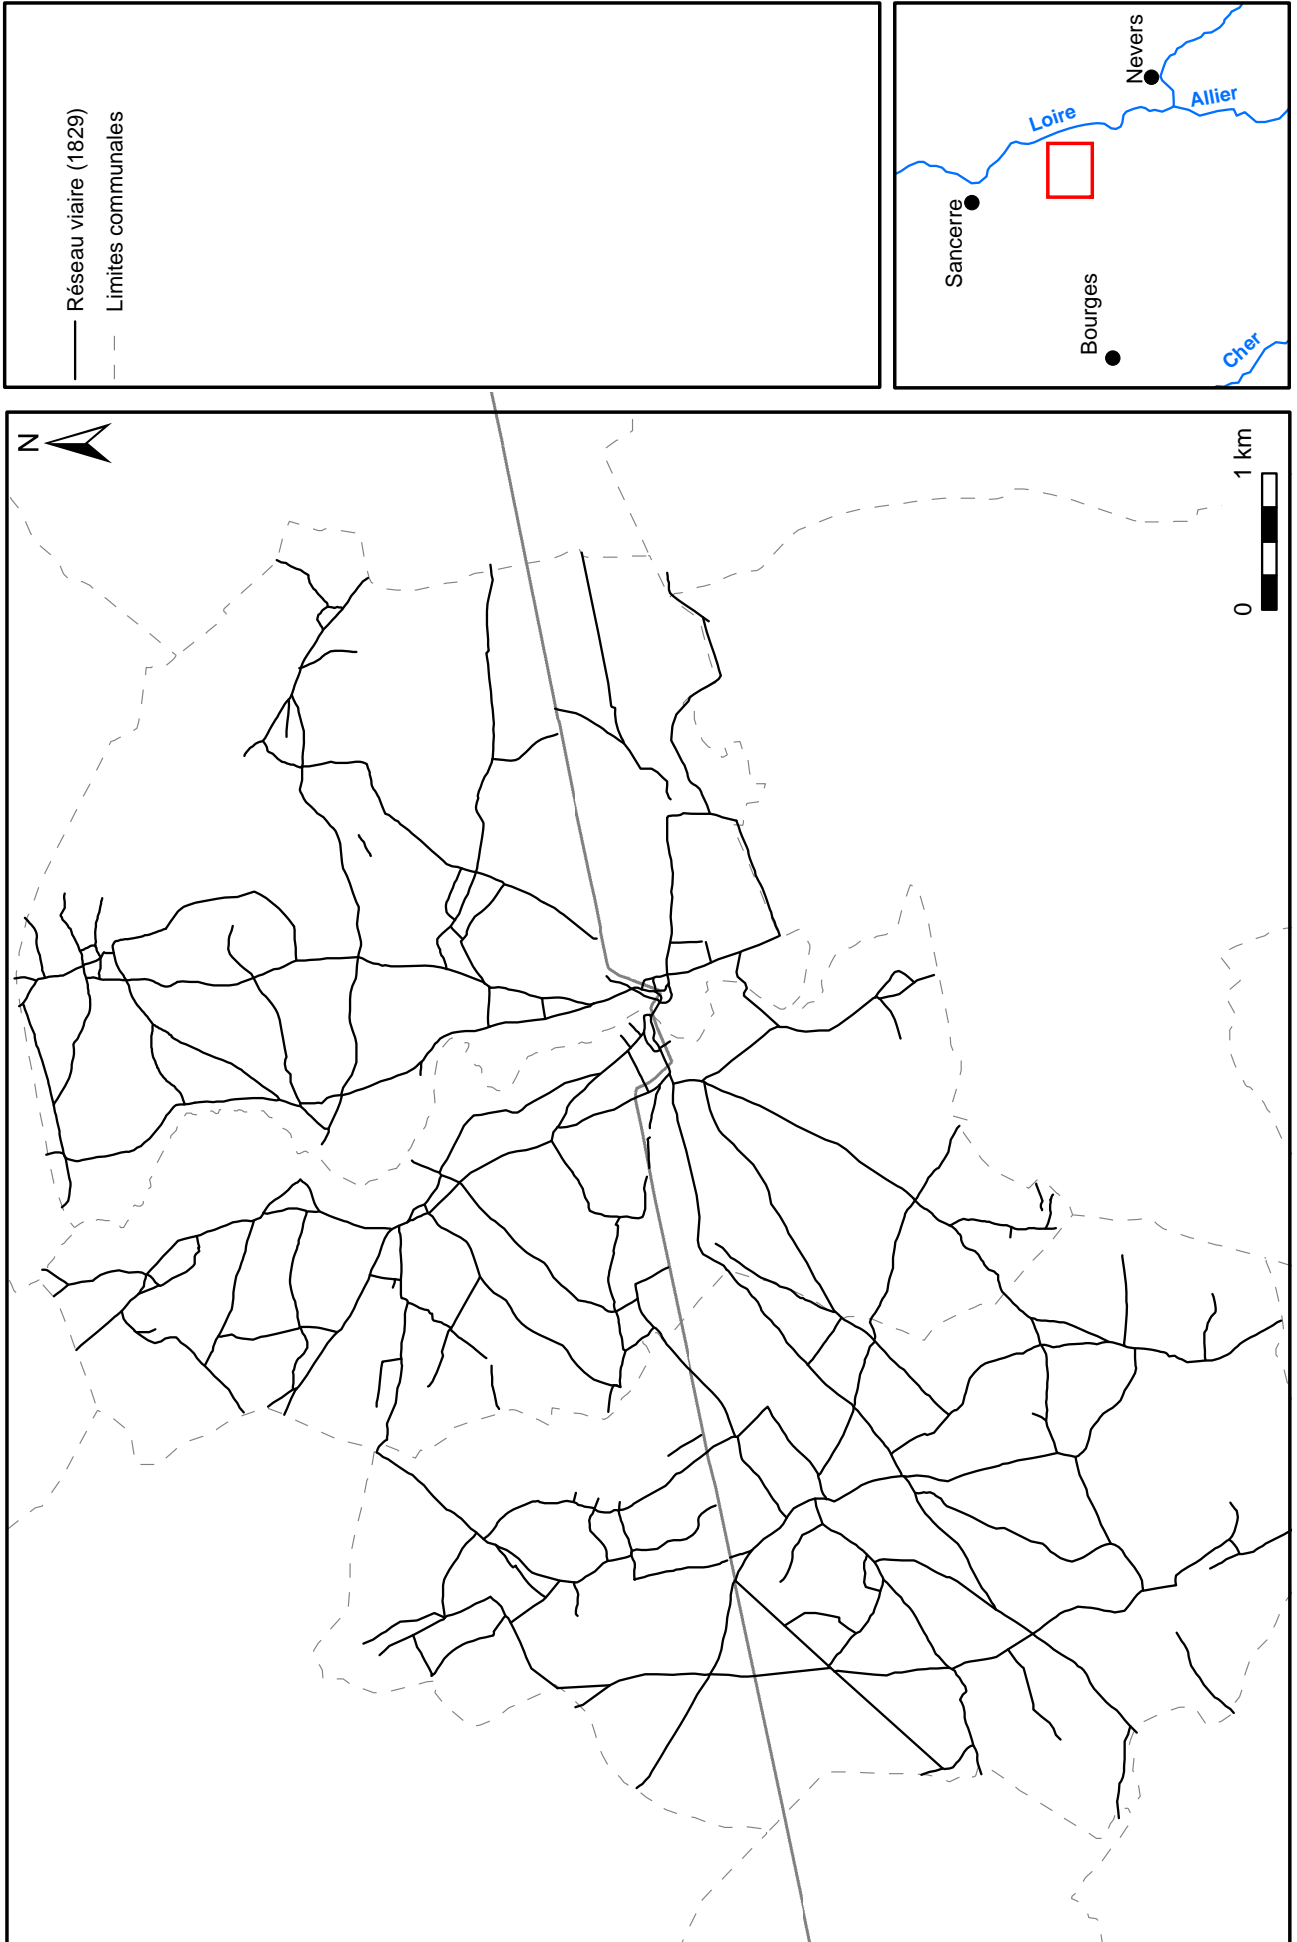 Réseau viaire (1829)
Limites communales
Nevers
Loire
Allier
Sancerre
Bourges
Cher
N
0
1 km